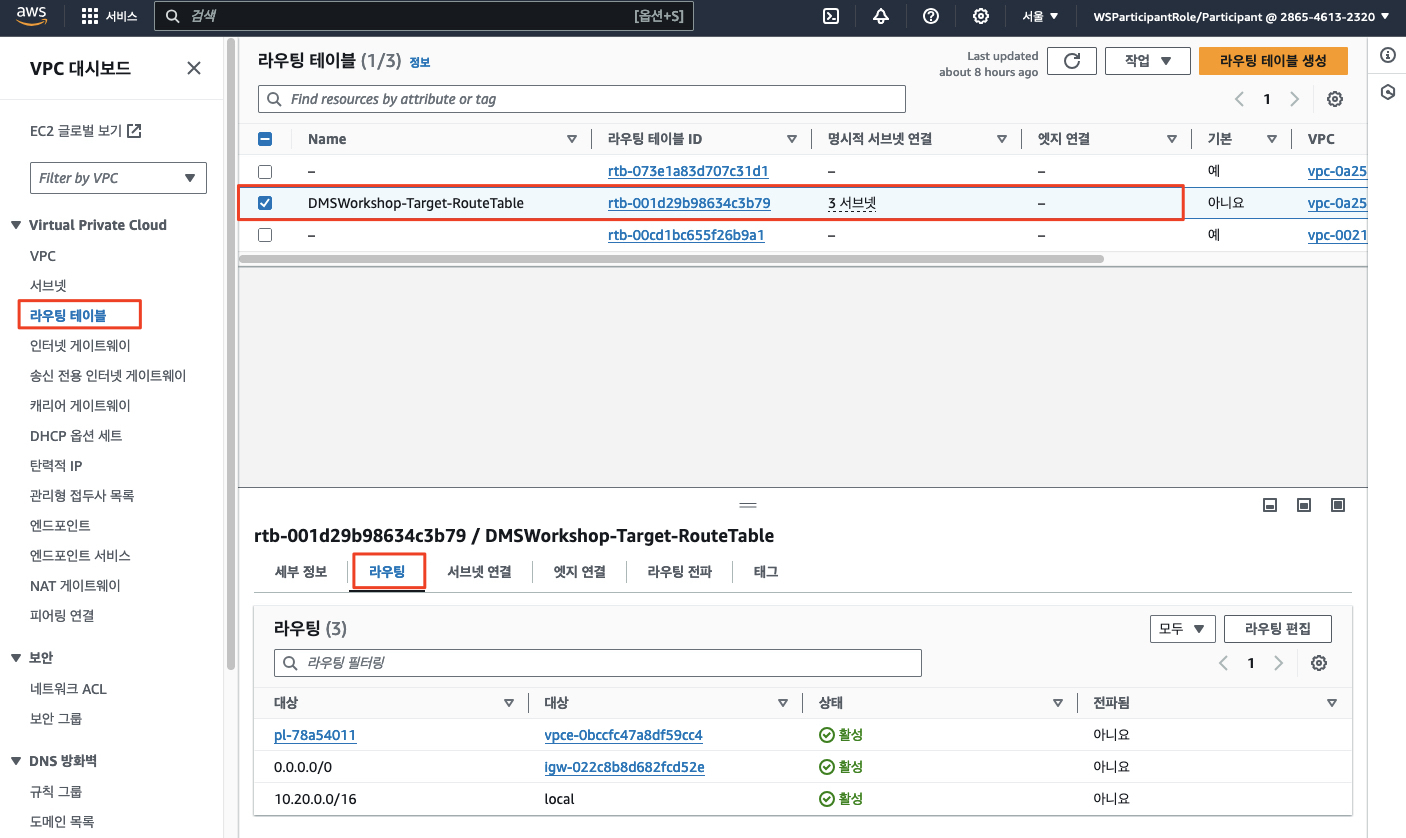 aws
서비스
검색
[옵션+S]
서울
WSParticipantRole/Participant @ 2865-4613-2320
VPC 대시보드
EC2 글로벌 보기
Filter by VPC
Virtual Private Cloud
VPC
서브넷
라우팅 테이블
인터넷 게이트웨이
송신 전용 인터넷 게이트웨이
캐리어 게이트웨이
DHCP 옵션 세트
탄력적 IP
관리형 접두사 목록
엔드포인트
엔드포인트 서비스
NAT 게이트웨이
피어링 연결
보안
네트워크 ACL
보안 그룹
DNS 방화벽
규칙 그룹
도메인 목록
라우팅 테이블 (1/3) 정보
Last updated
about 8 hours ago
작업
라우팅 테이블 생성
Find resources by attribute or tag
1
Name 라우팅 테이블 ID 명시적 서브넷 연결 엣지 연결 기본 VPC
– rtb-073e1a83d707c31d1 – – 예 vpc-0a25
DMSWorkshop-Target-RouteTable rtb-001d29b98634c3b79 3 서브넷 – 아니요 vpc-0a25
– rtb-00cd1bc655f26b9a1 – – 예 vpc-0021
rtb-001d29b98634c3b79 / DMSWorkshop-Target-RouteTable
세부 정보 라우팅 서브넷 연결 엣지 연결 라우팅 전파 태그
라우팅 (3)
모두
라우팅 편집
라우팅 필터링
1
대상 대상 상태 전파됨
pl-78a54011 vpce-0bccfc47a8df59cc4 활성 아니요
0.0.0.0/0 igw-022c8b8d682fcd52e 활성 아니요
10.20.0.0/16 local 활성 아니요